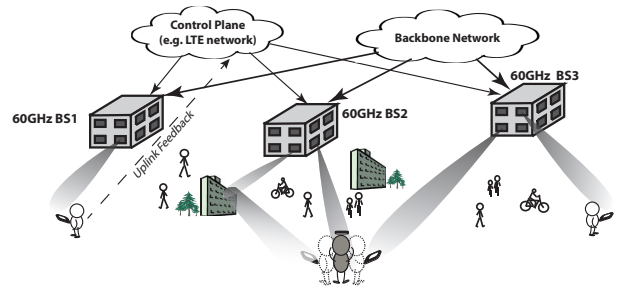 Control Plane
(e.g. LTE network)
Backbone Network
60GHz BS1
60GHz BS2
60GHz BS3
Uplink Feedback